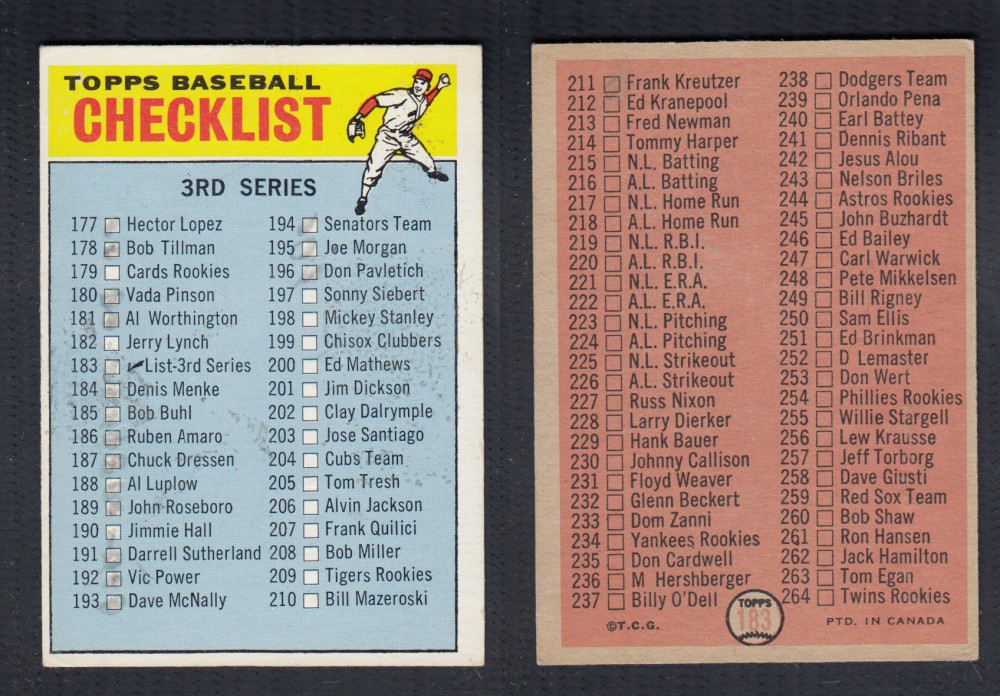 TOPPS BASEBALL
CHECKLIST
3RD SERIES
177 Hector Lopez
178 Bob Tillman
179 Cards Rookies
180 Vada Pinson
181 Al Worthington
182 Jerry Lynch
183 List-3rd Series
184 Denis Menke
185 Bob Buhl
186 Ruben Amaro
187 Chuck Dressen
188 Al Luplow
189 John Roseboro
190 Jimmie Hall
191 Darrell Sutherland
192 Vic Power
193 Dave McNally
194 Senators Team
195 Joe Morgan
196 Don Pavletich
197 Sonny Siebert
198 Mickey Stanley
199 Chisox Clubbers
200 Ed Mathews
201 Jim Dickson
202 Clay Dalrymple
203 Jose Santiago
204 Cubs Team
205 Tom Tresh
206 Alvin Jackson
207 Frank Quilici
208 Bob Miller
209 Tigers Rookies
210 Bill Mazeroski
211 Frank Kreutzer
212 Ed Kranepool
213 Fred Newman
214 Tommy Harper
215 N.L. Batting
216 A.L. Batting
217 N.L. Home Run
218 A.L. Home Run
219 N.L. R.B.I.
220 A.L. R.B.I.
221 N.L. E.R.A.
222 A.L. E.R.A.
223 N.L. Pitching
224 A.L. Pitching
225 N.L. Strikeout
226 A.L. Strikeout
227 Russ Nixon
228 Larry Dierker
229 Hank Bauer
230 Johnny Callison
231 Floyd Weaver
232 Glenn Beckert
233 Dom Zanni
234 Yankees Rookies
235 Don Cardwell
236 M Hershberger
237 Billy O'Dell
238 Dodgers Team
239 Orlando Pena
240 Earl Battey
241 Dennis Ribant
242 Jesus Alou
243 Nelson Briles
244 Astros Rookies
245 John Buzhardt
246 Ed Bailey
247 Carl Warwick
248 Pete Mikkelsen
249 Bill Rigney
250 Sam Ellis
251 Ed Brinkman
252 D Lemaster
253 Don Wert
254 Phillies Rookies
255 Willie Stargell
256 Lew Krausse
257 Jeff Torborg
258 Dave Giusti
259 Red Sox Team
260 Bob Shaw
261 Ron Hansen
262 Jack Hamilton
263 Tom Egan
264 Twins Rookies
©T.C.G.
TOPPS
183
PTD. IN CANADA